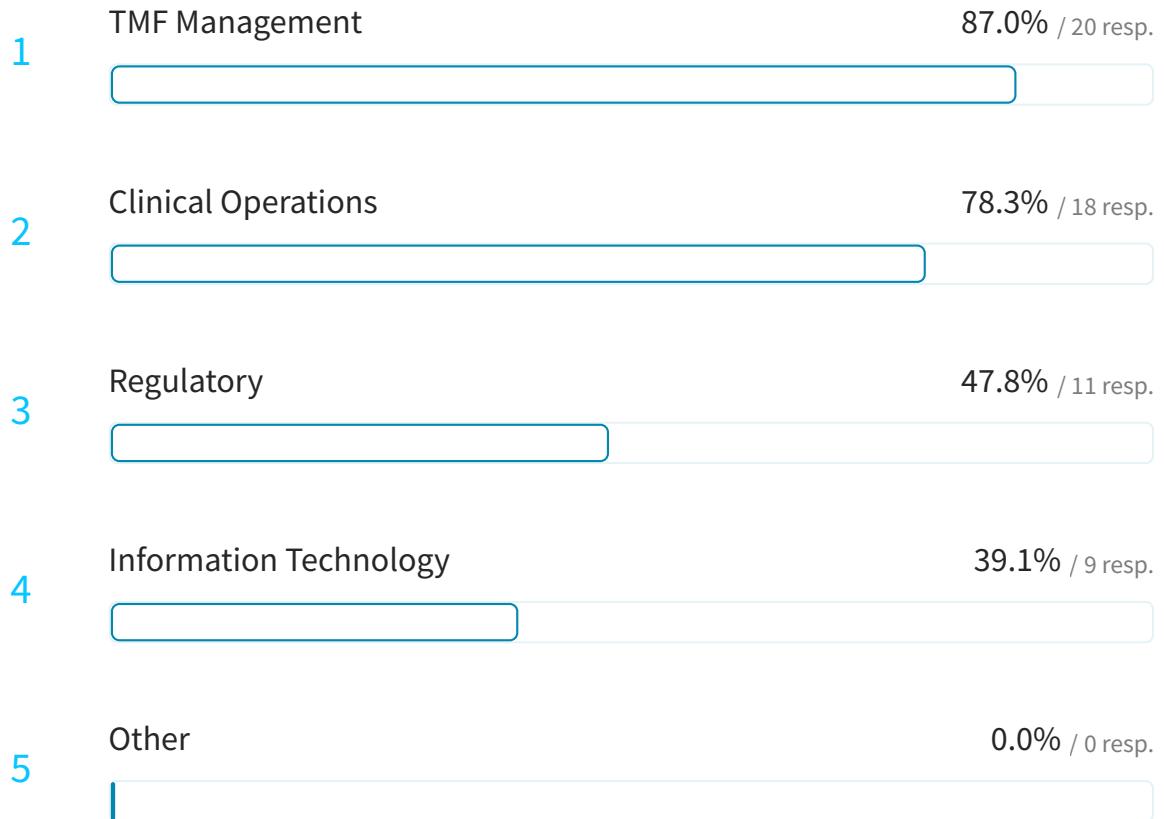 1
TMF Management 87.0% / 20 resp.
2
Clinical Operations 78.3% / 18 resp.
3
Regulatory 47.8% / 11 resp.
4
Information Technology 39.1% / 9 resp.
5
Other 0.0% / 0 resp.